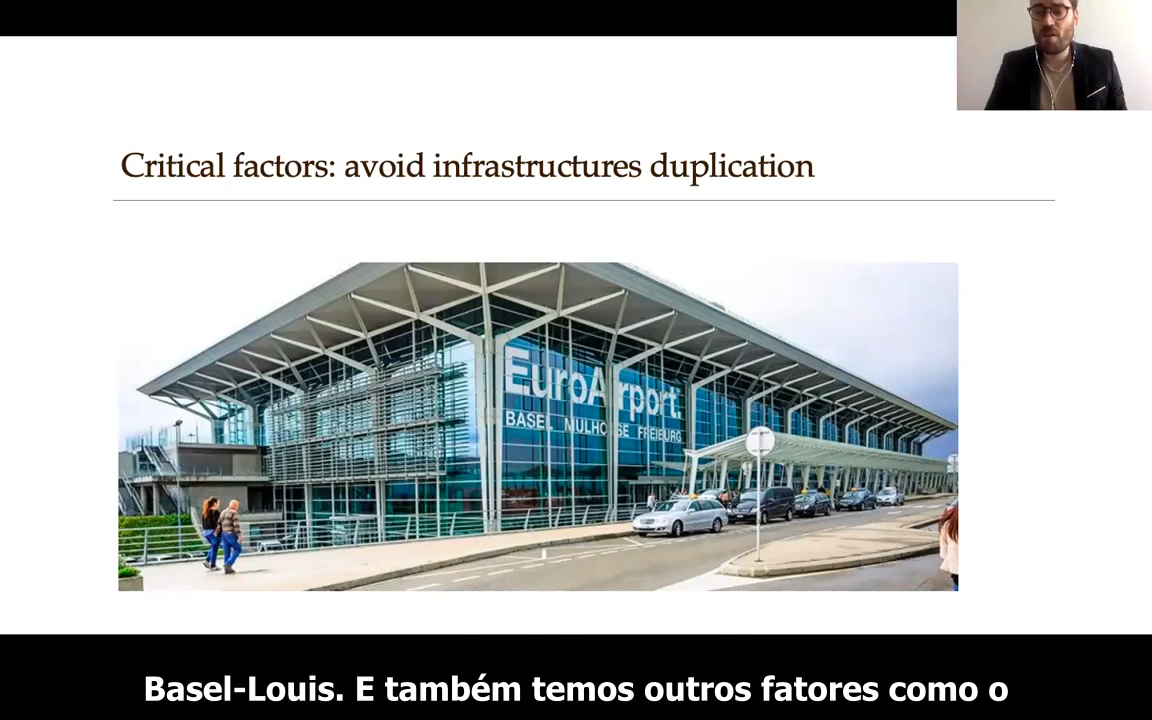 Critical factors: avoid infrastructures duplication
EuroAirport.
BASEL MULHOUSE FREIBURG
Basel-Louis. E também temos outros fatores como o